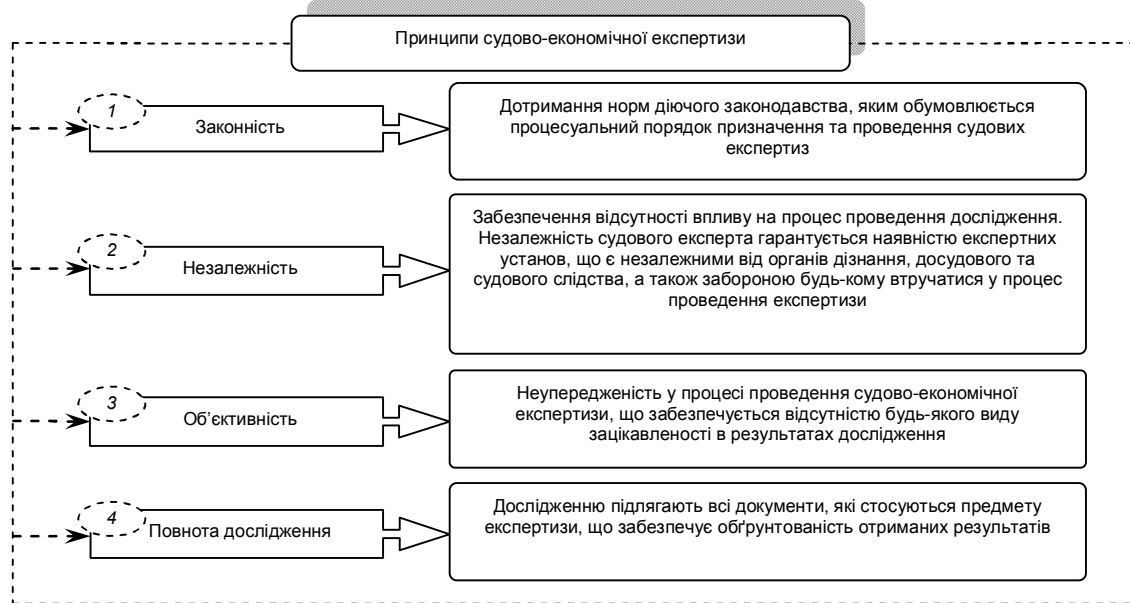 Принципи судово-економічної експертизи
1
Законність
Дотримання норм діючого законодавства, яким обумовлюється
процесуальний порядок призначення та проведення судових
експертиз
2
Незалежність
Забезпечення відсутності впливу на процес проведення дослідження.
Незалежність судового експерта гарантується наявністю експертних
установ, що є незалежними від органів дізнання, досудового та
судового слідства, а також забороною будь-кому втручатися у процес
проведення експертизи
3
Об’єктивність
Неупередженість у процесі проведення судово-економічної
експертизи, що забезпечується відсутністю будь-якого виду
зацікавленості в результатах дослідження
4
Повнота дослідження
Дослідженню підлягають всі документи, які стосуються предмету
експертизи, що забезпечує обґрунтованість отриманих результатів